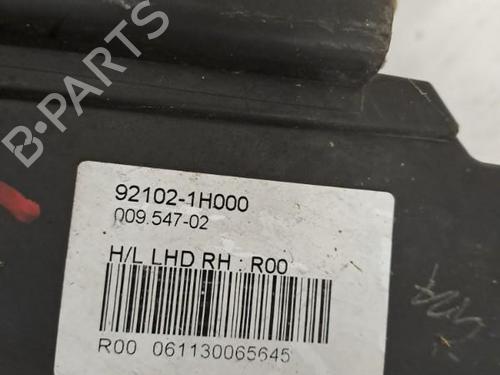 B-PARTS
92102-1H000
009.547-02
H/L LHD RH : R00
R00 061130065645